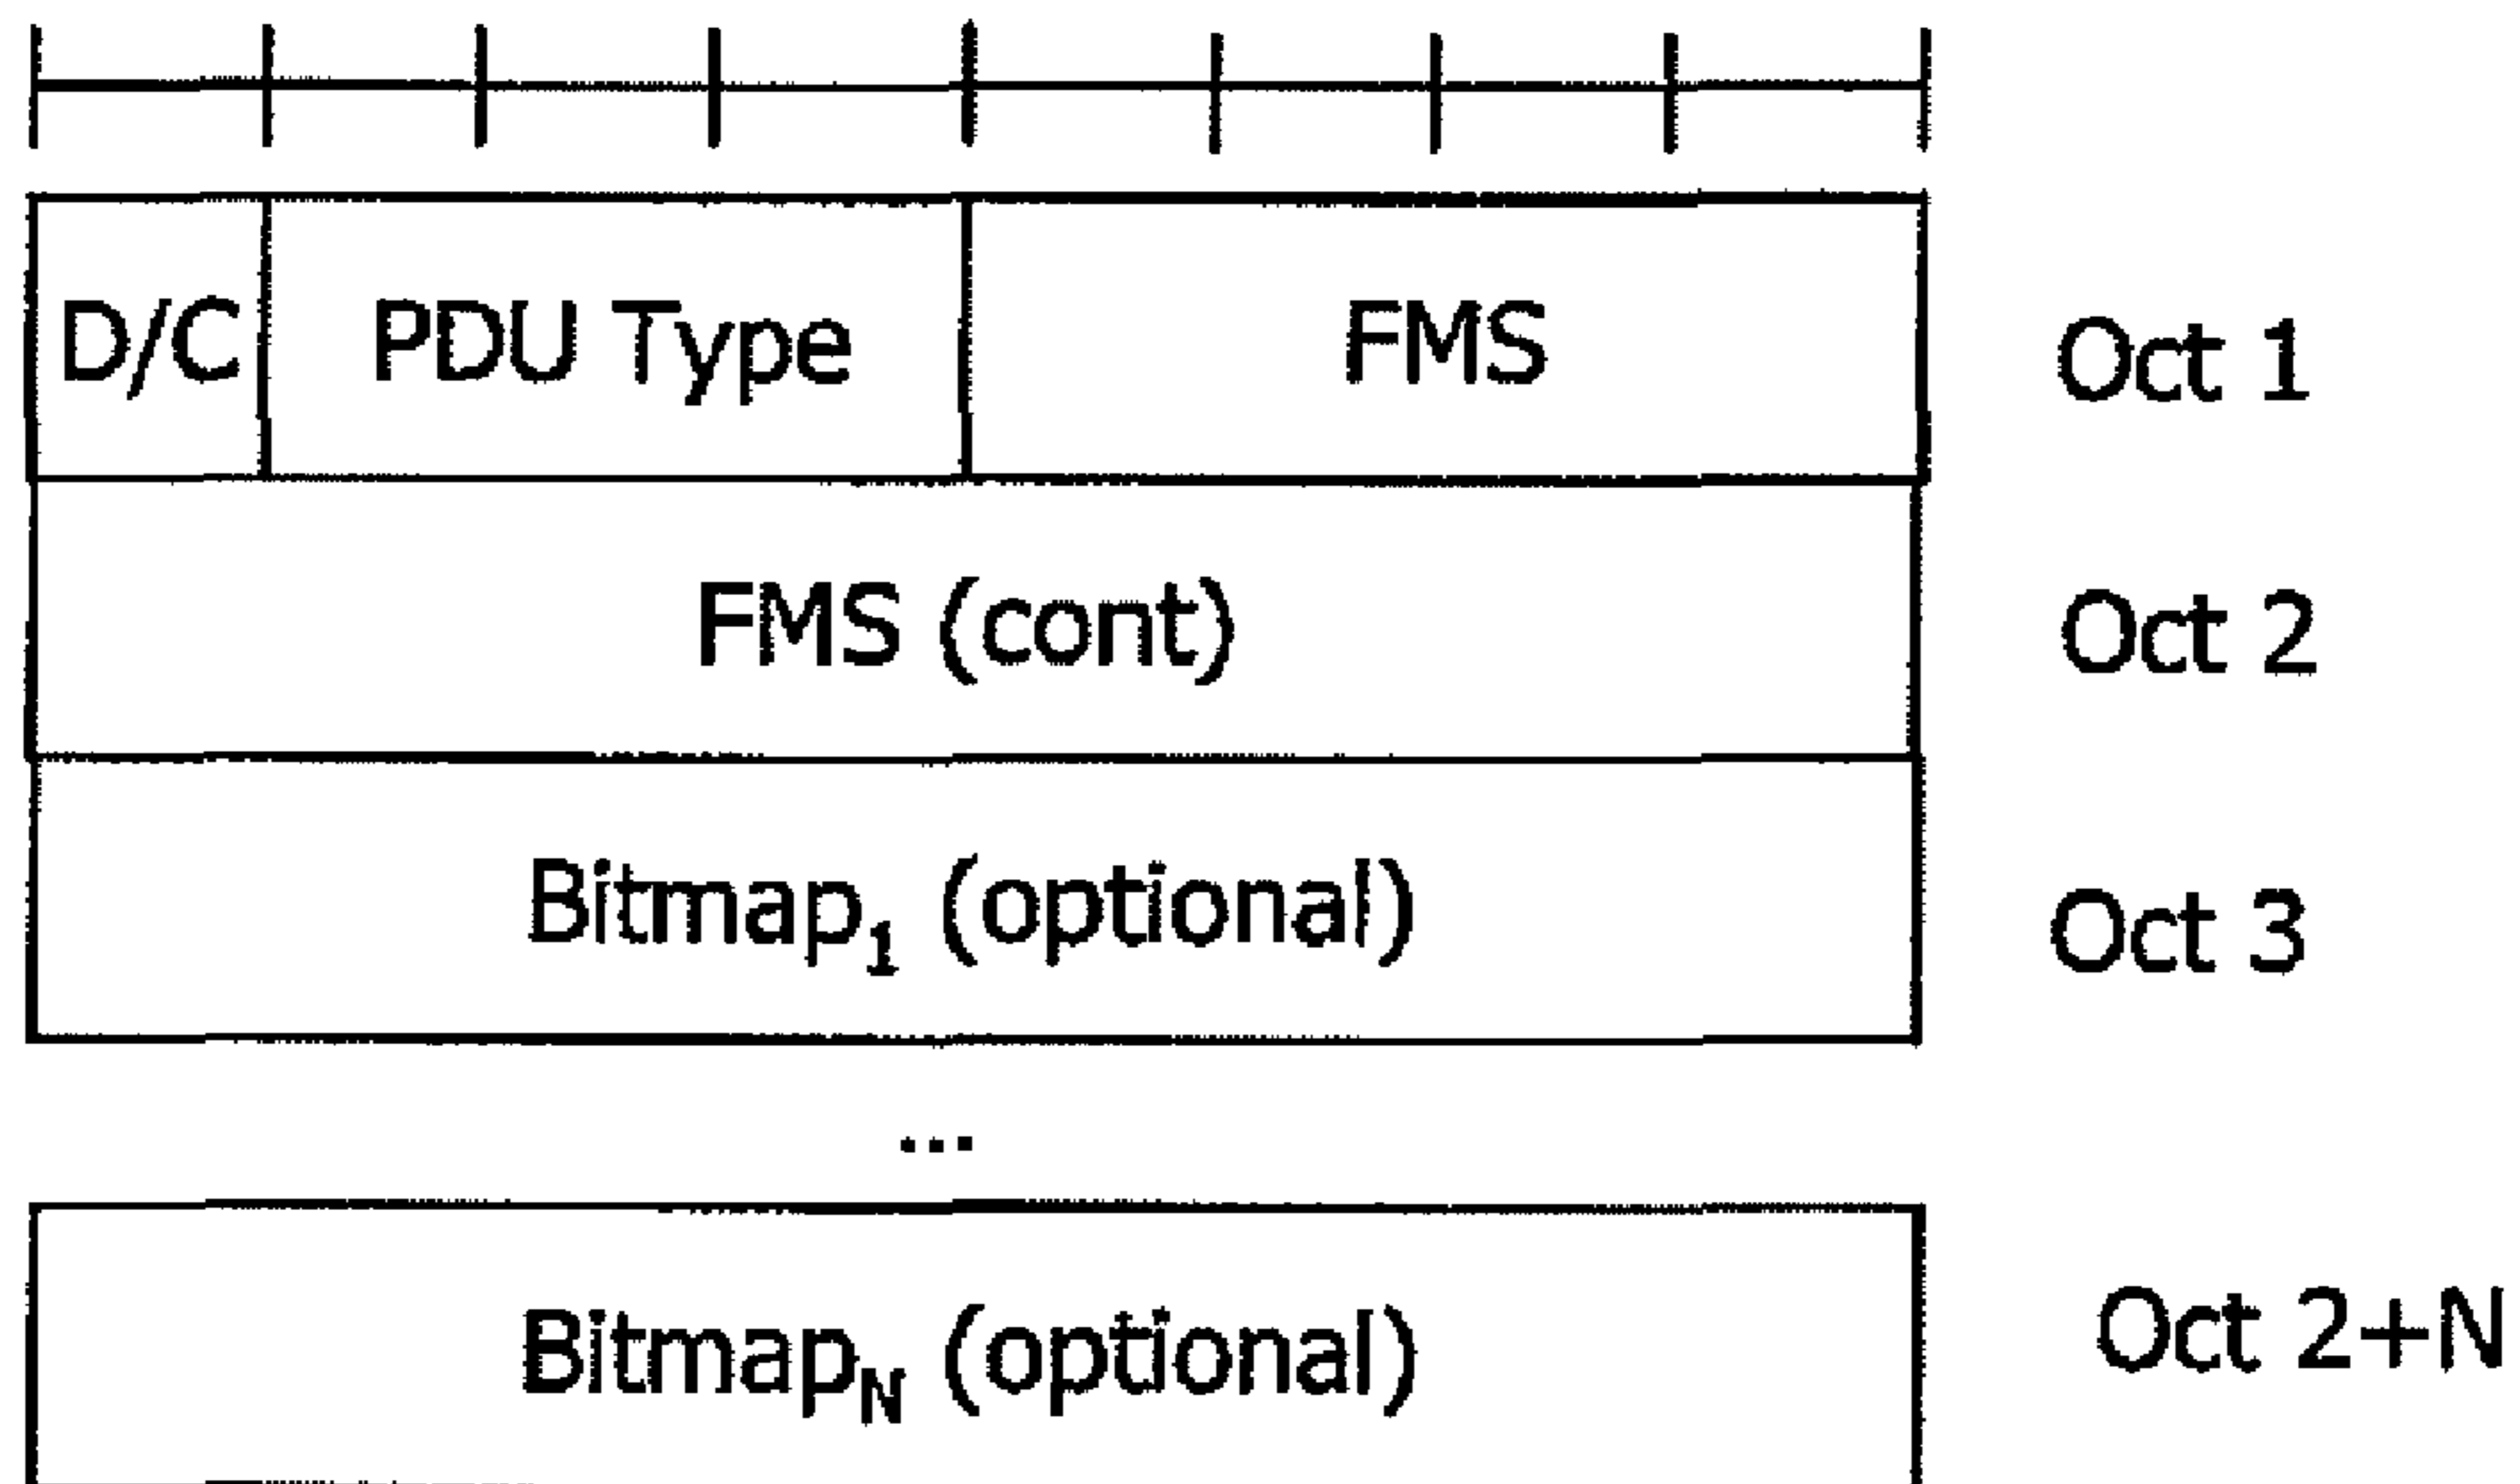 D/C PDU Type FMS Oct 1
FMS (cont) Oct 2
Bitmap1 (optional) Oct 3
...
BitmapN (optional) Oct 2+N